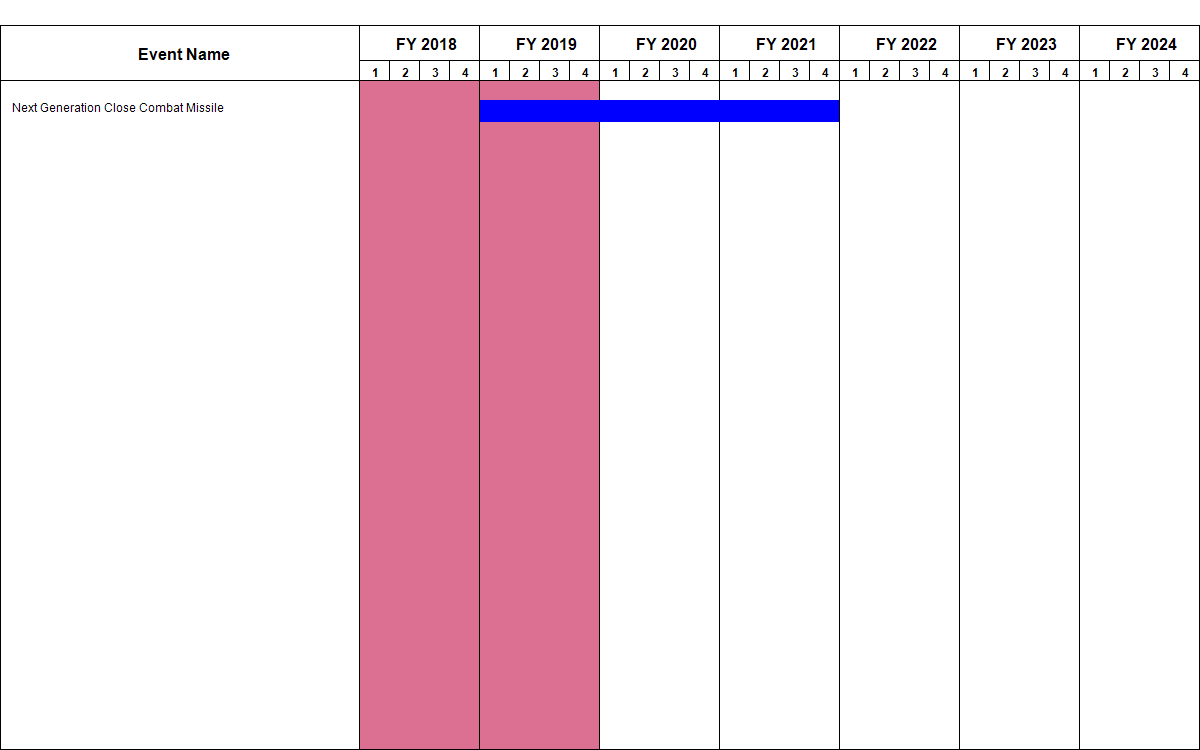 Event Name FY 2018 FY 2019 FY 2020 FY 2021 FY 2022 FY 2023 FY 2024
1 2 3 4 1 2 3 4 1 2 3 4 1 2 3 4 1 2 3 4 1 2 3 4 1 2 3 4
Next Generation Close Combat Missile